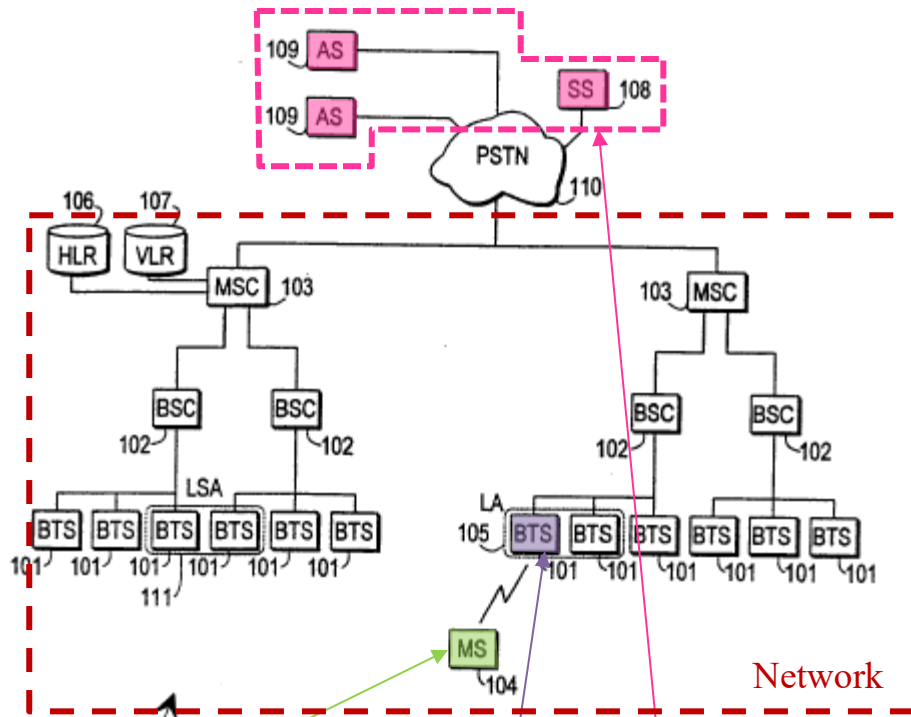 109 AS
SS
108
109 AS
PSTN
110
106 107
HLR VLR
MSC 103
103 MSC
BSC BSC
102 102
BSC BSC
102 102
LSA
LA
BTS BTS BTS BTS BTS BTS
105 BTS BTS BTS BTS BTS BTS
101 101 101 101 101 101
101 101 101 101 101 101
111
MS
104
Network